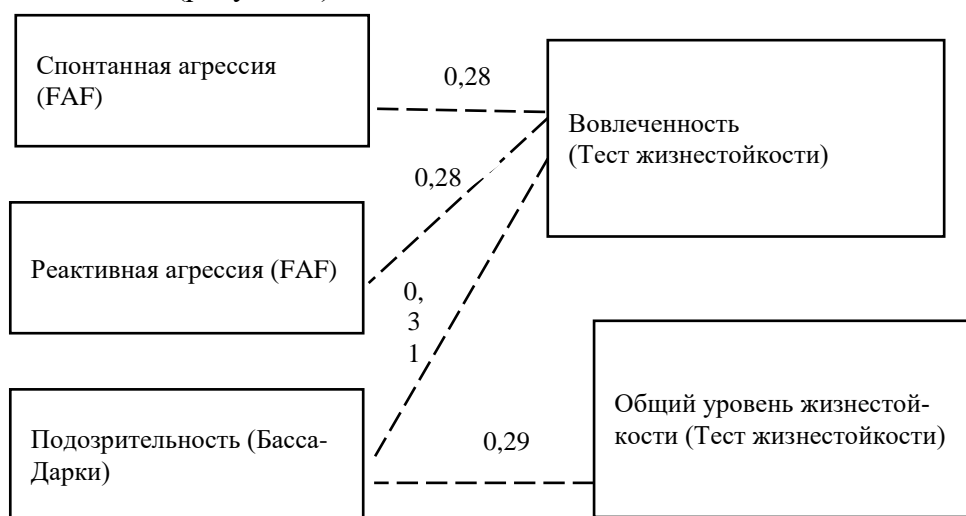 Спонтанная агрессия
(FAF)
0,28
Вовлеченность
(Тест жизнестойкости)
0,28
Реактивная агрессия (FAF)
0,
3
1
Общий уровень жизнестой-
кости (Тест жизнестойкости)
Подозрительность (Басса-
Дарки)
0,29